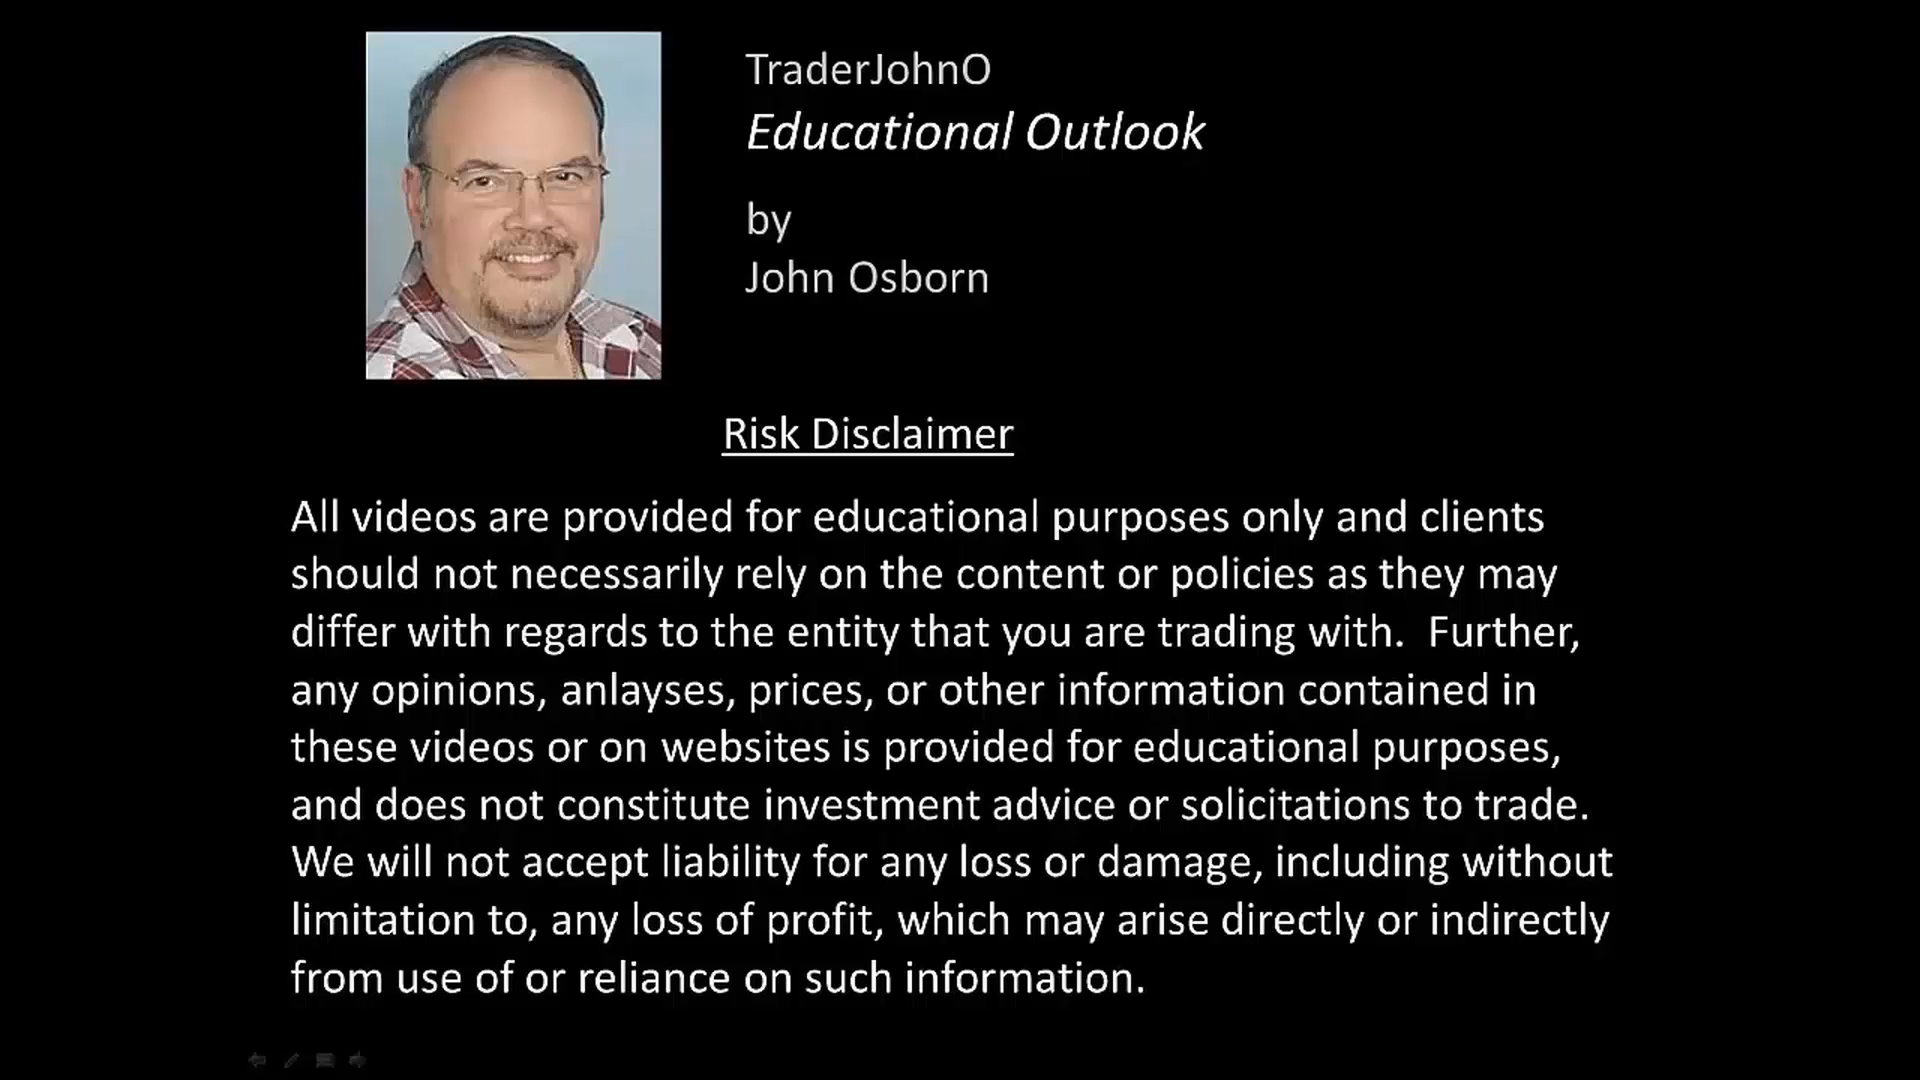 TraderJohnO
Educational Outlook
by
John Osborn
Risk Disclaimer
All videos are provided for educational purposes only and clients
should not necessarily rely on the content or policies as they may
differ with regards to the entity that you are trading with.  Further,
any opinions, anlayses, prices, or other information contained in
these videos or on websites is provided for educational purposes,
and does not constitute investment advice or solicitations to trade.
We will not accept liability for any loss or damage, including without
limitation to, any loss of profit, which may arise directly or indirectly
from use of or reliance on such information.